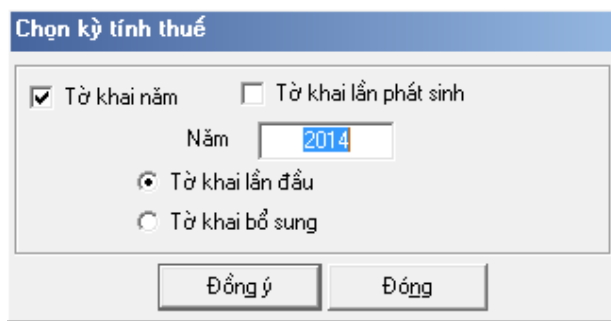 Chọn kỳ tính thuế
Tờ khai năm Tờ khai lần phát sinh
Năm 2014
Tờ khai lần đầu
Tờ khai bổ sung
Đồng ý Đóng